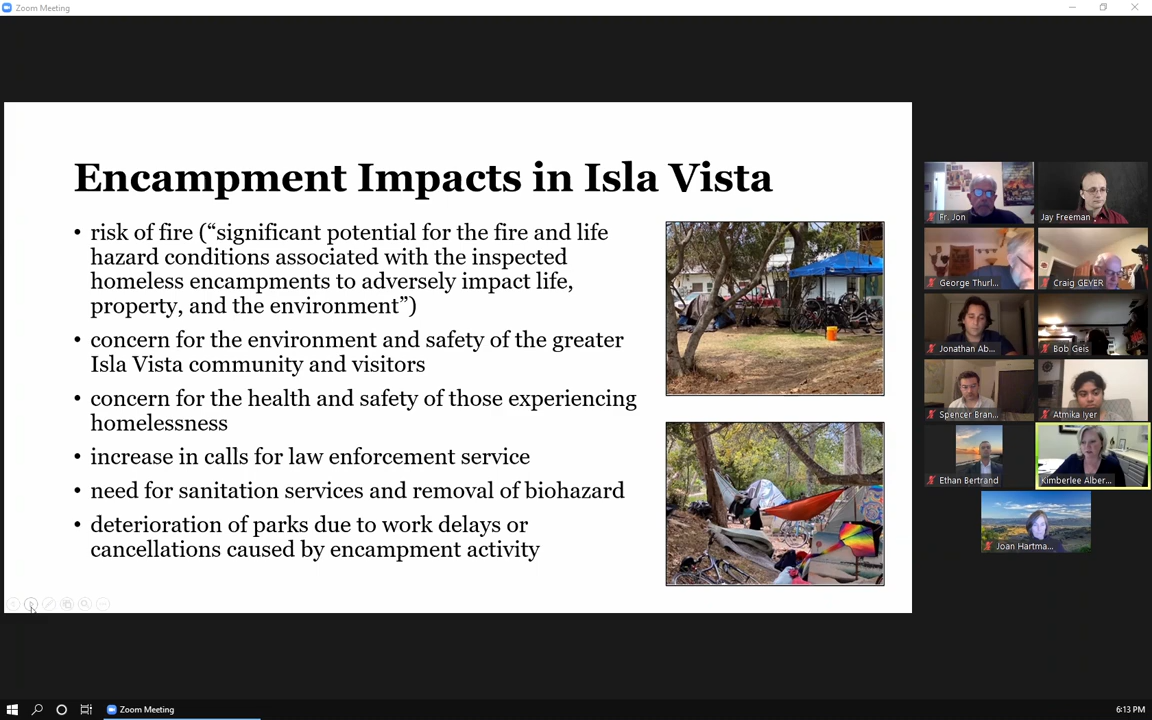 Zoom Meeting
Encampment Impacts in Isla Vista
• risk of fire (“significant potential for the fire and life
hazard conditions associated with the inspected
homeless encampments to adversely impact life,
property, and the environment”)
• concern for the environment and safety of the greater
Isla Vista community and visitors
• concern for the health and safety of those experiencing
homelessness
• increase in calls for law enforcement service
• need for sanitation services and removal of biohazard
• deterioration of parks due to work delays or
cancellations caused by encampment activity
Fr. Jon
Jay Freeman
George Thurl...
Craig GEYER
Jonathan Ab...
Bob Geis
Spencer Bran...
Atmika Iyer
Ethan Bertrand
Kimberlee Alber...
Joan Hartma...
Zoom Meeting
6:13 PM